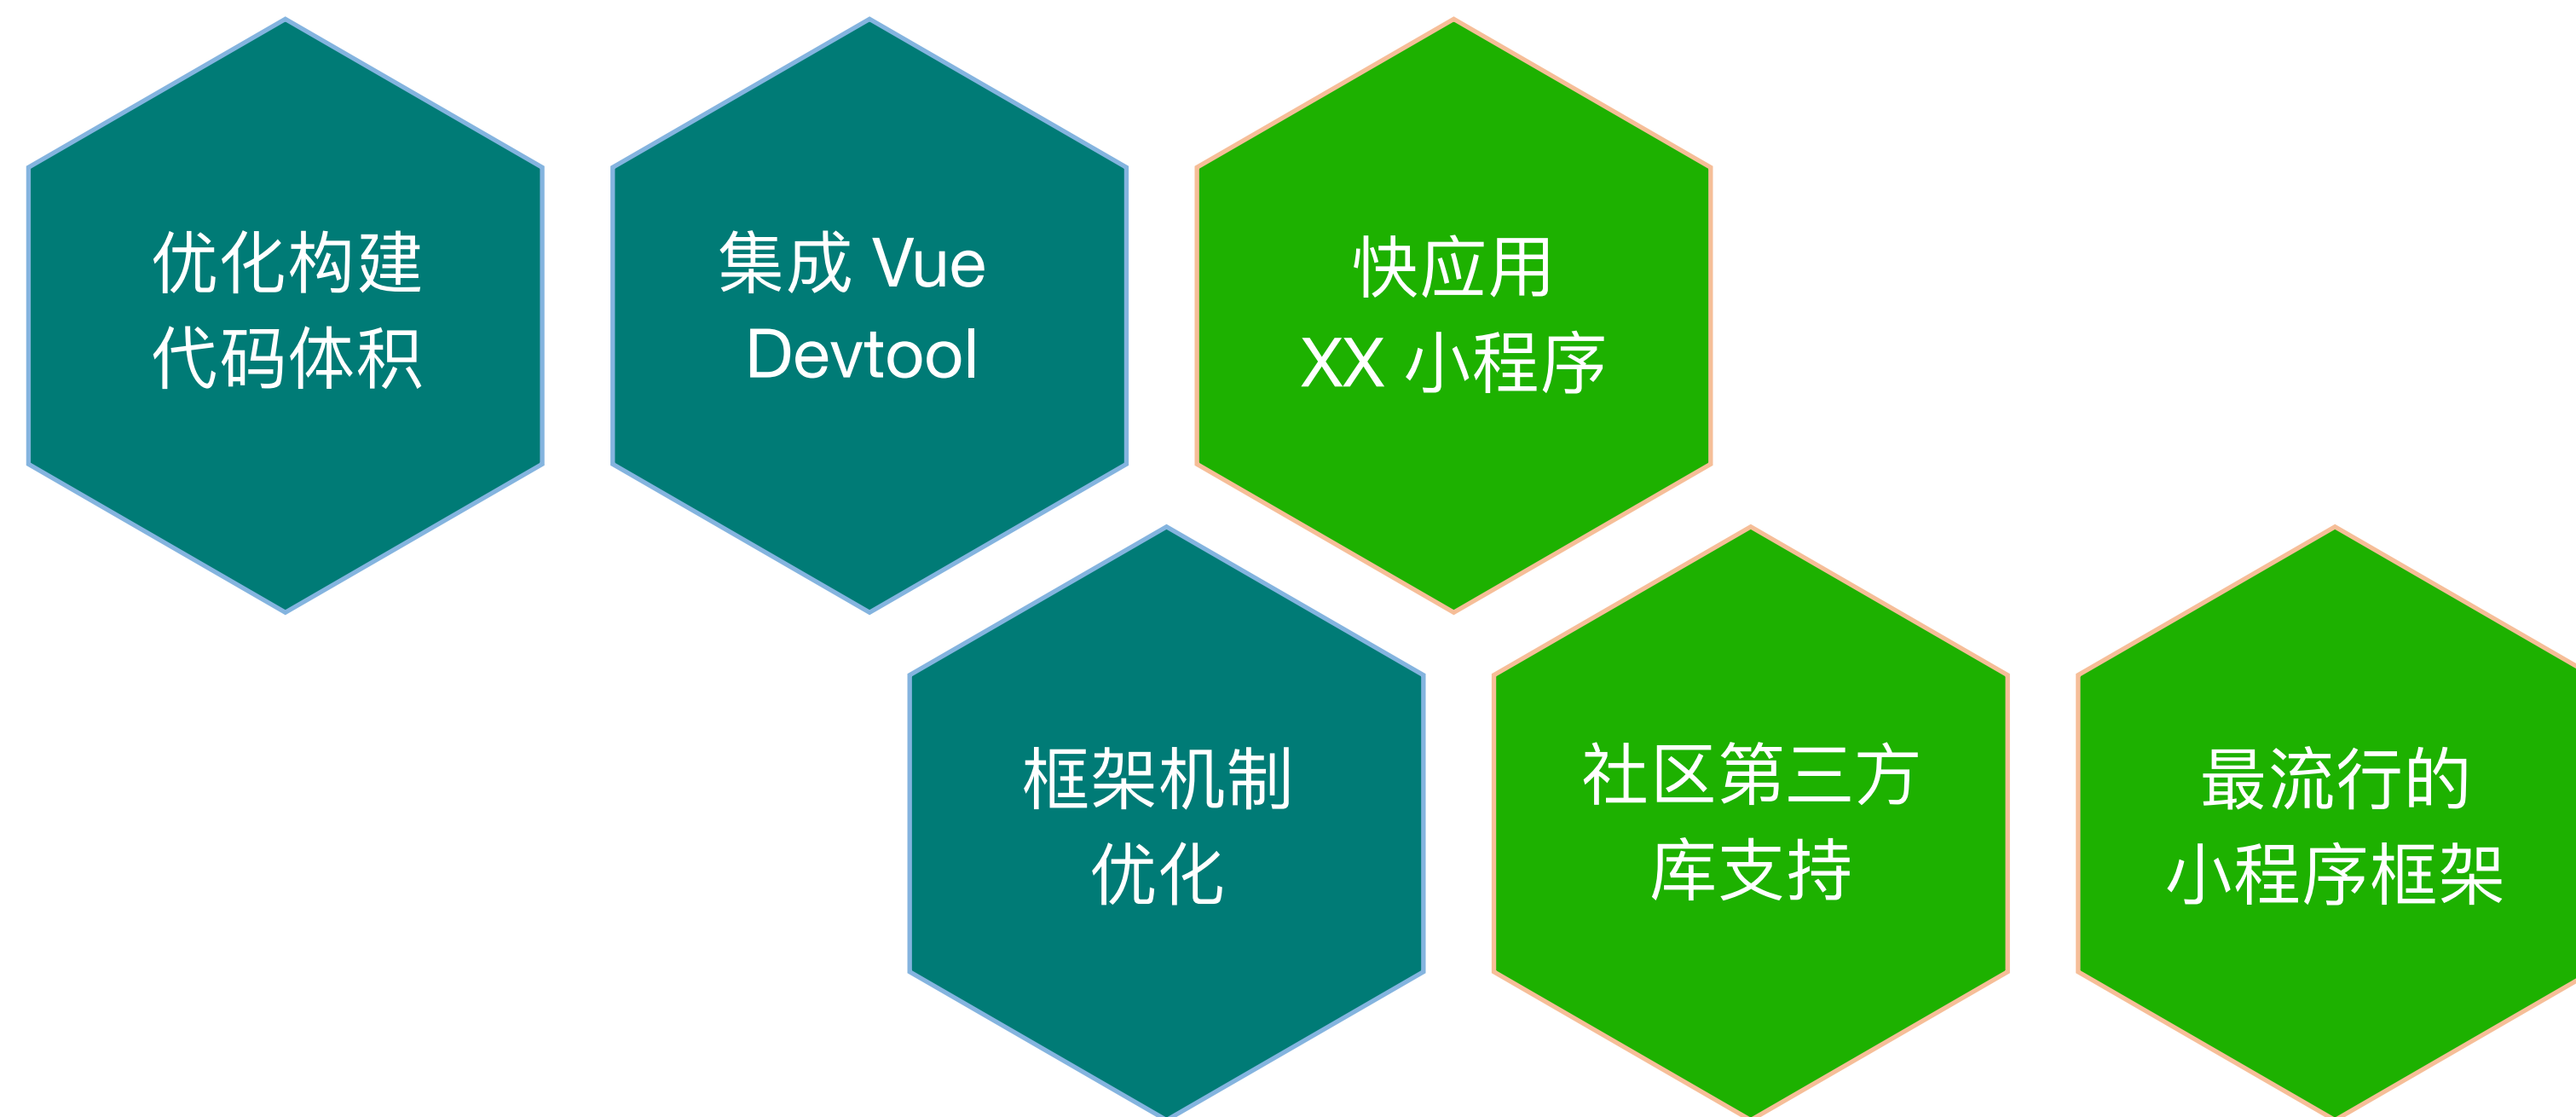 优化构建
代码体积
集成 Vue
Devtool
快应用
XX 小程序
框架机制
优化
社区第三方
库支持
最流行的
小程序框架